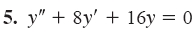 5. y″ + 8y′ + 16y = 0